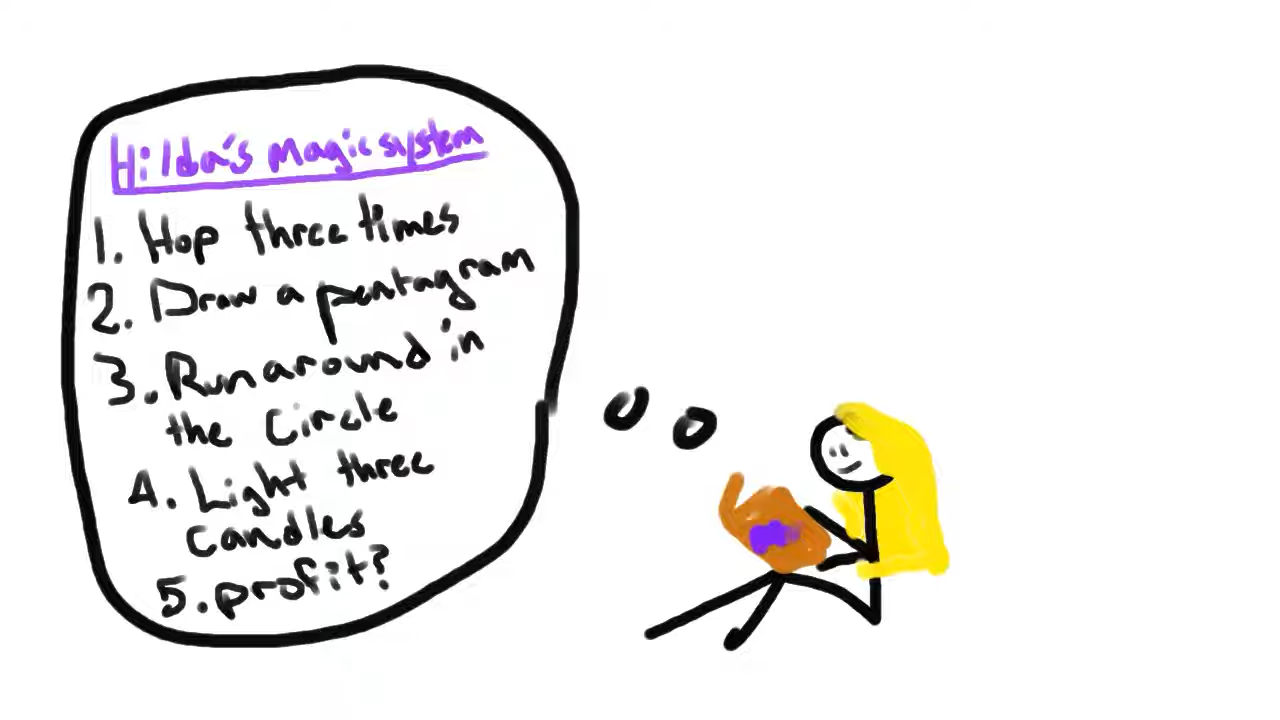 Hilda's Magic system
1. Hop three times
2. Draw a pentagram
3. Run around in
the Circle
4. Light three
candles
5. profit?